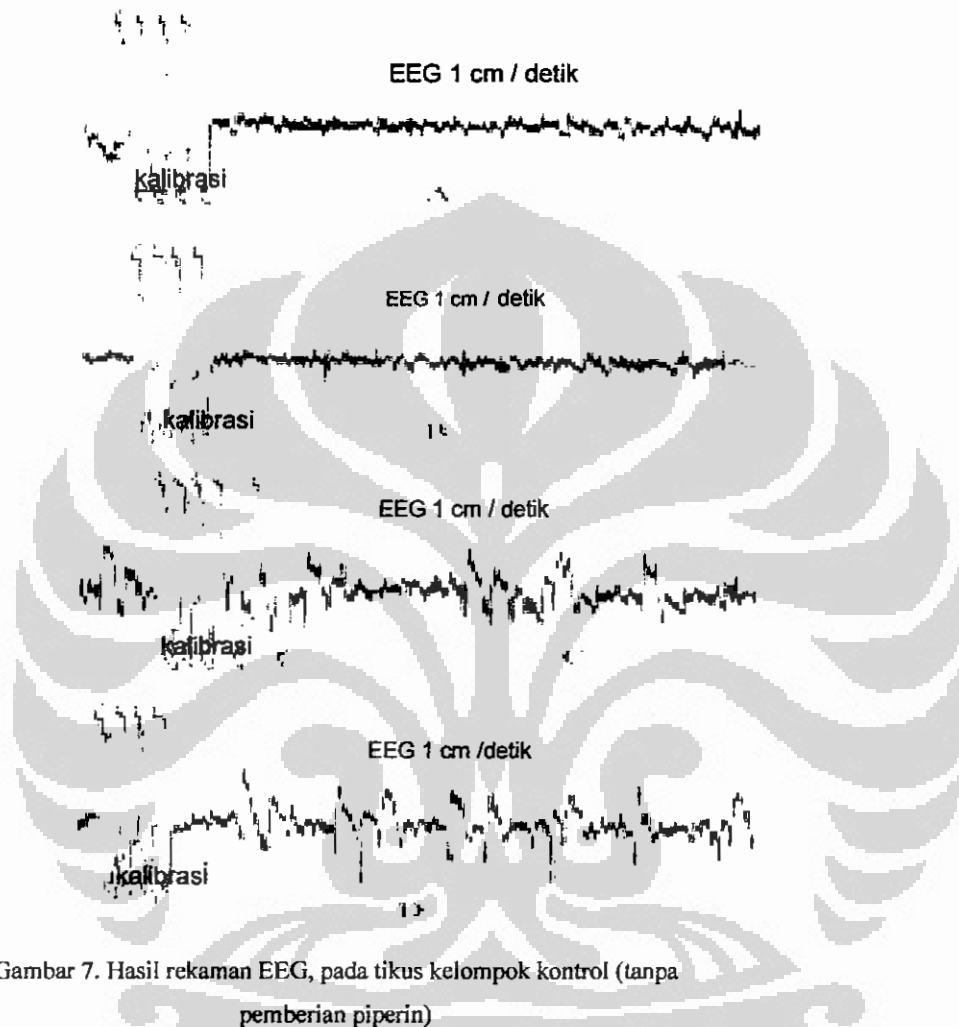 EEG 1 cm / detik
kalibrasi
EEG 1 cm / detik
kalibrasi
EEG 1 cm / detik
kalibrasi
EEG 1 cm /detik
kalibrasi
Gambar 7. Hasil rekaman EEG, pada tikus kelompok kontrol (tanpa
pemberian piperin)